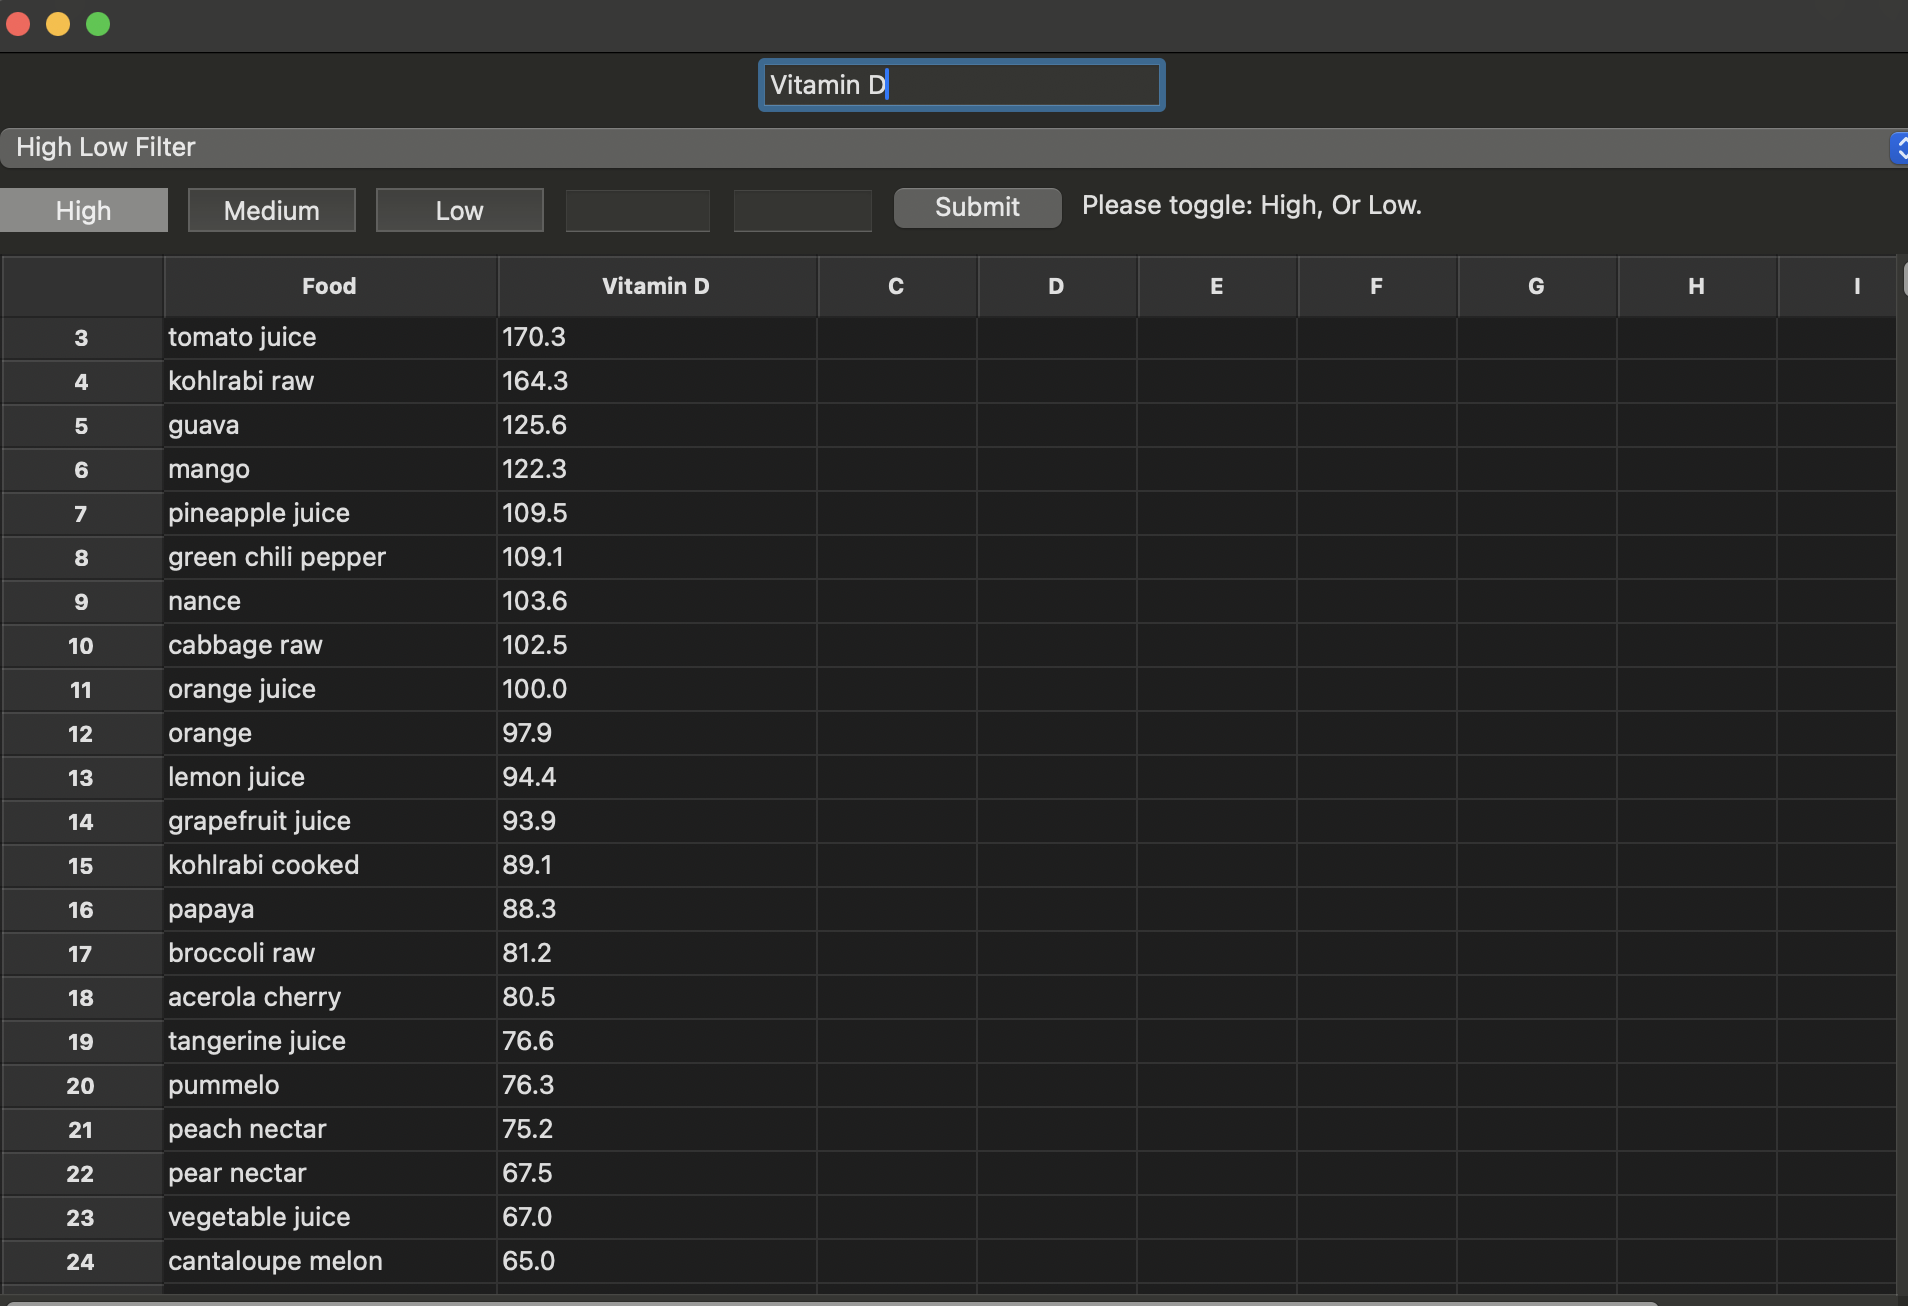 Vitamin D
High Low Filter
High Medium Low Submit Please toggle: High, Or Low.
Food Vitamin D C D E F G H I
3 tomato juice 170.3
4 kohlrabi raw 164.3
5 guava 125.6
6 mango 122.3
7 pineapple juice 109.5
8 green chili pepper 109.1
9 nance 103.6
10 cabbage raw 102.5
11 orange juice 100.0
12 orange 97.9
13 lemon juice 94.4
14 grapefruit juice 93.9
15 kohlrabi cooked 89.1
16 papaya 88.3
17 broccoli raw 81.2
18 acerola cherry 80.5
19 tangerine juice 76.6
20 pummelo 76.3
21 peach nectar 75.2
22 pear nectar 67.5
23 vegetable juice 67.0
24 cantaloupe melon 65.0